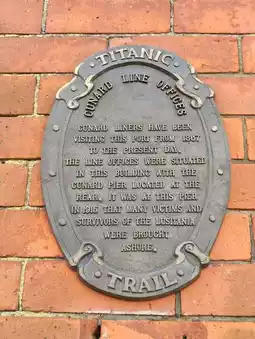 TITANIC
CUNARD LINE OFFICES
CUNARD LINERS HAVE BEEN
VISITING THIS PORT FROM 1867
TO THE PRESENT DAY.
THE LINE OFFICES WERE SITUATED
IN THIS BUILDING WITH THE
CUNARD PIER LOCATED AT THE
REAR. IT WAS AT THIS PIER
IN 1915 THAT MANY VICTIMS AND
SURVIVORS OF THE LUSITANIA
WERE BROUGHT
ASHORE.
TRAIL